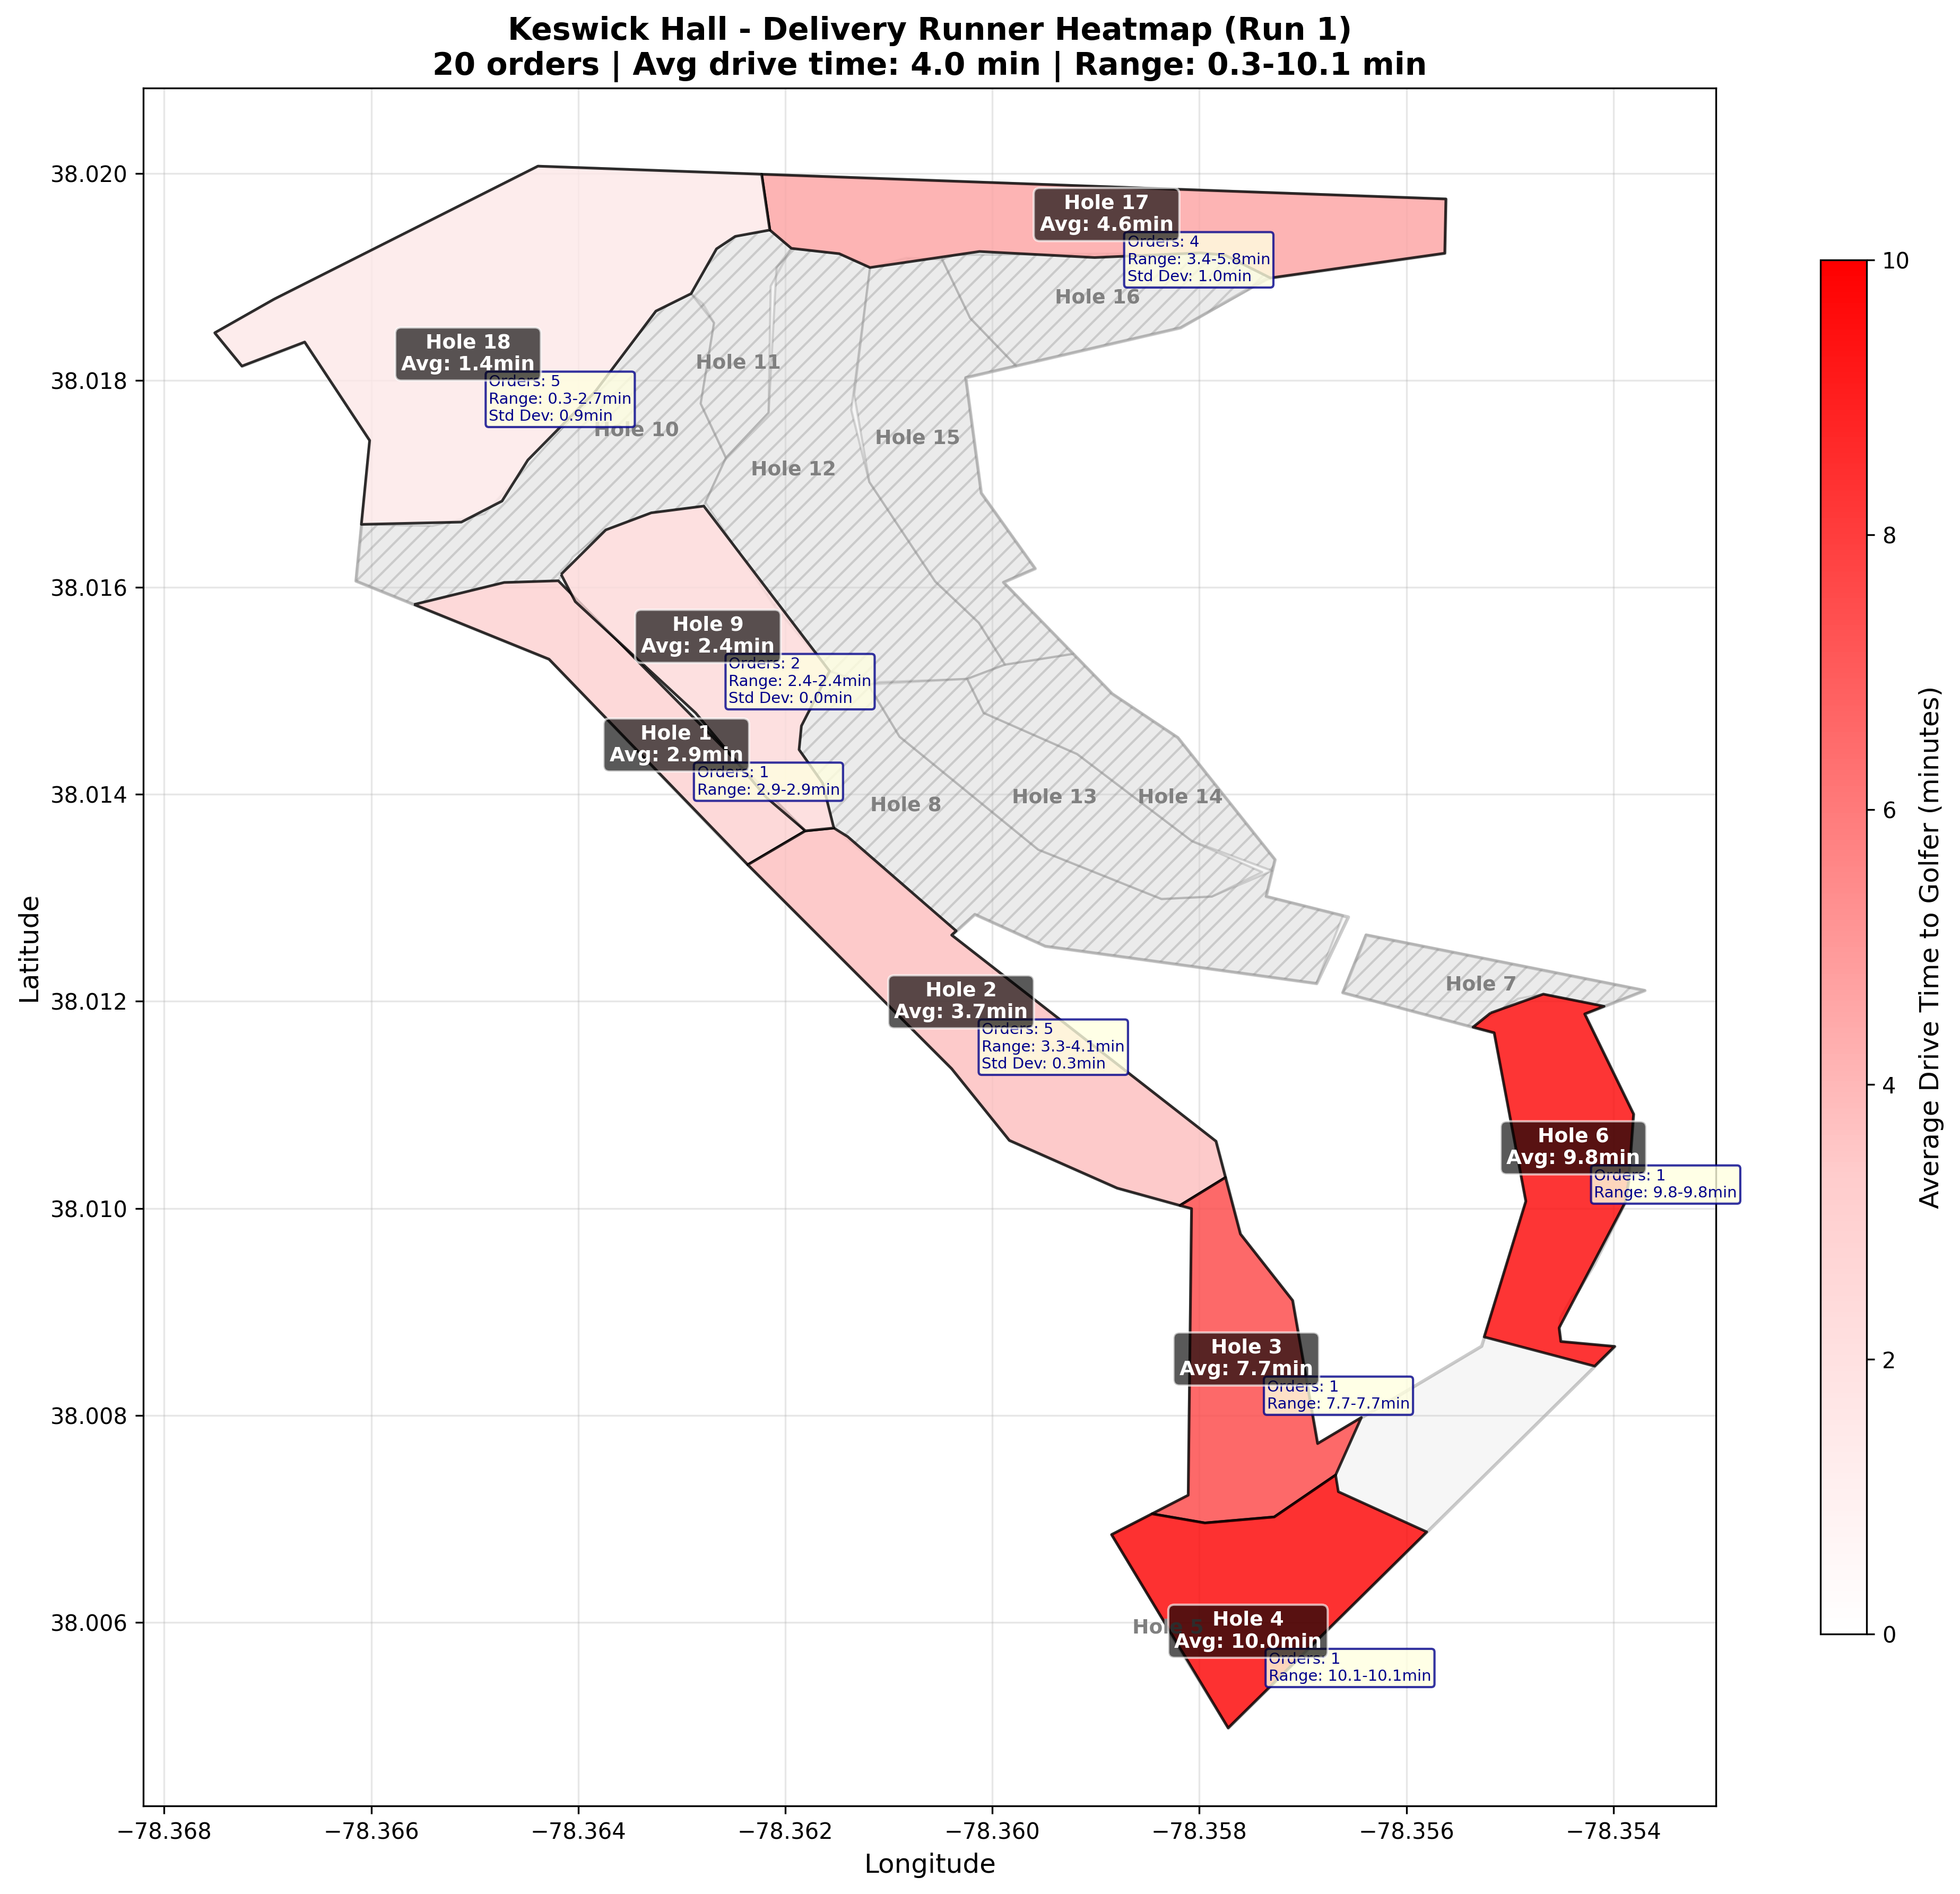 Keswick Hall - Delivery Runner Heatmap (Run 1)
20 orders | Avg drive time: 4.0 min | Range: 0.3-10.1 min
Latitude
38.020
38.018
38.016
38.014
38.012
38.010
38.008
38.006
Hole 17
Avg: 4.6min
Orders: 4
Range: 3.4-5.8min
Std Dev: 1.0min
Hole 16
Hole 18
Avg: 1.4min
Orders: 5
Range: 0.3-2.7min
Std Dev: 0.9min
Hole 11
Hole 10
Hole 15
Hole 12
Hole 9
Avg: 2.4min
Orders: 2
Range: 2.4-2.4min
Std Dev: 0.0min
Hole 1
Avg: 2.9min
Orders: 1
Range: 2.9-2.9min
Hole 8
Hole 13
Hole 14
Hole 7
Hole 2
Avg: 3.7min
Orders: 5
Range: 3.3-4.1min
Std Dev: 0.3min
Hole 6
Avg: 9.8min
Orders: 1
Range: 9.8-9.8min
Hole 3
Avg: 7.7min
Orders: 1
Range: 7.7-7.7min
Hole 5
Hole 4
Avg: 10.0min
Orders: 1
Range: 10.1-10.1min
−78.368
−78.366
−78.364
−78.362
−78.360
−78.358
−78.356
−78.354
Longitude
10
8
6
4
2
0
Average Drive Time to Golfer (minutes)